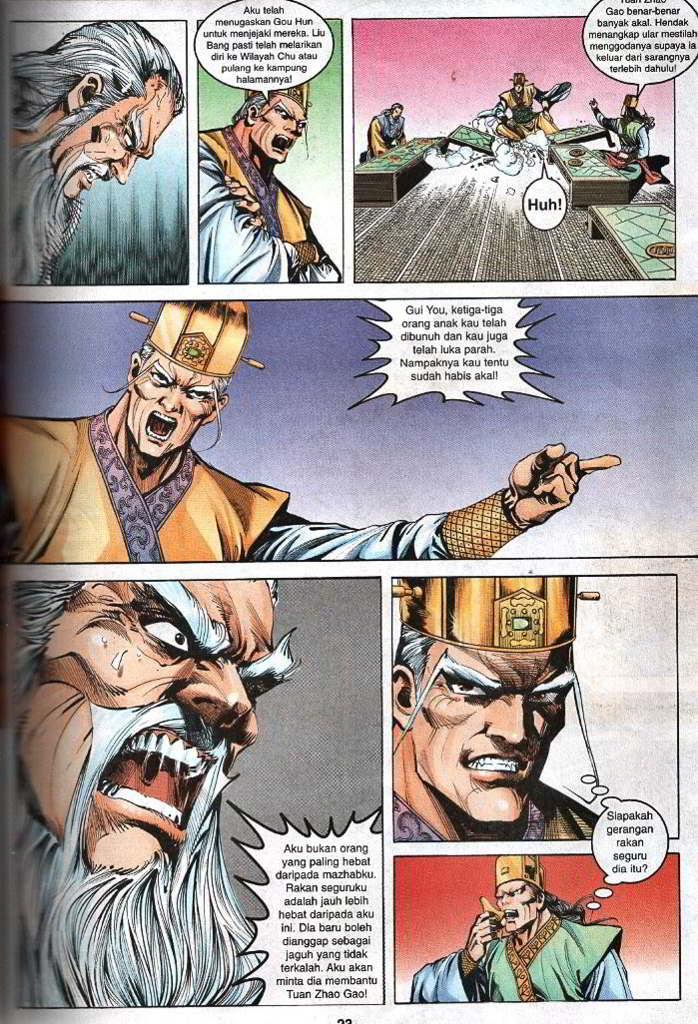 Aku telah
menugaskan Gou Hun
untuk menjejaki mereka. Liu
Bang pasti telah melarikan
diri ke Wilayah Chu atau
pulang ke kampung
halamannya!
Tuan Zhao
Gao benar-benar
banyak akal. Hendak
menangkap ular mestilah
menggodanya supaya ia
keluar dari sarangnya
terlebih dahulu!
Huh!
Gui You, ketiga-tiga
orang anak kau telah
dibunuh dan kau juga
telah luka parah.
Nampaknya kau tentu
sudah habis akal!
Aku bukan orang
yang paling hebat
daripada mazhabku.
Rakan seguruku
adalah jauh lebih
hebat daripada aku
ini. Dia baru boleh
dianggap sebagai
jaguh yang tidak
terkalah. Aku akan
minta dia membantu
Tuan Zhao Gao!
Siapakah
gerangan
rakan
seguru
dia itu?
23